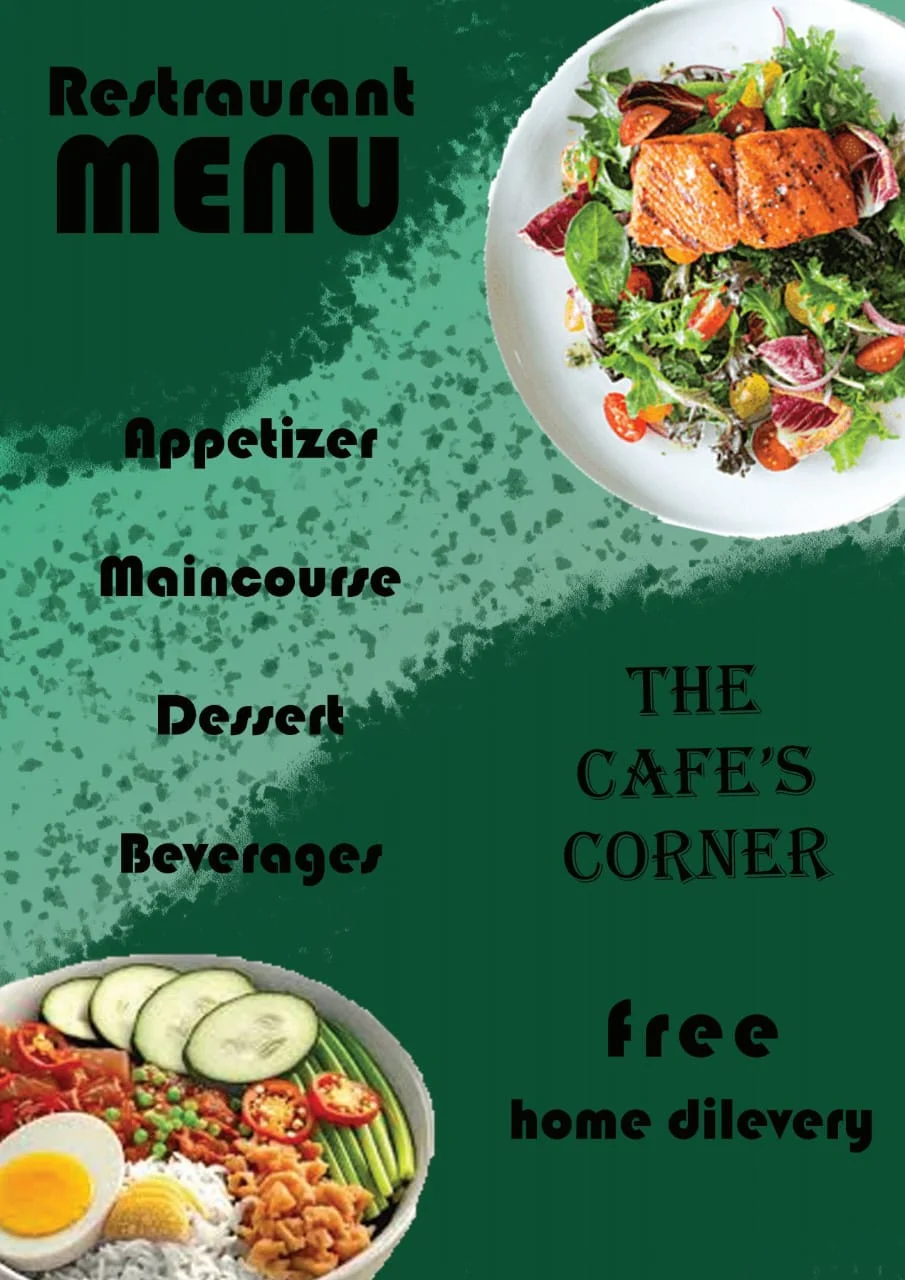 Restraurant
MENU
Appetizer
Maincourse
Dessert
Beverages
THE
CAFE'S
CORNER
free
home dilevery